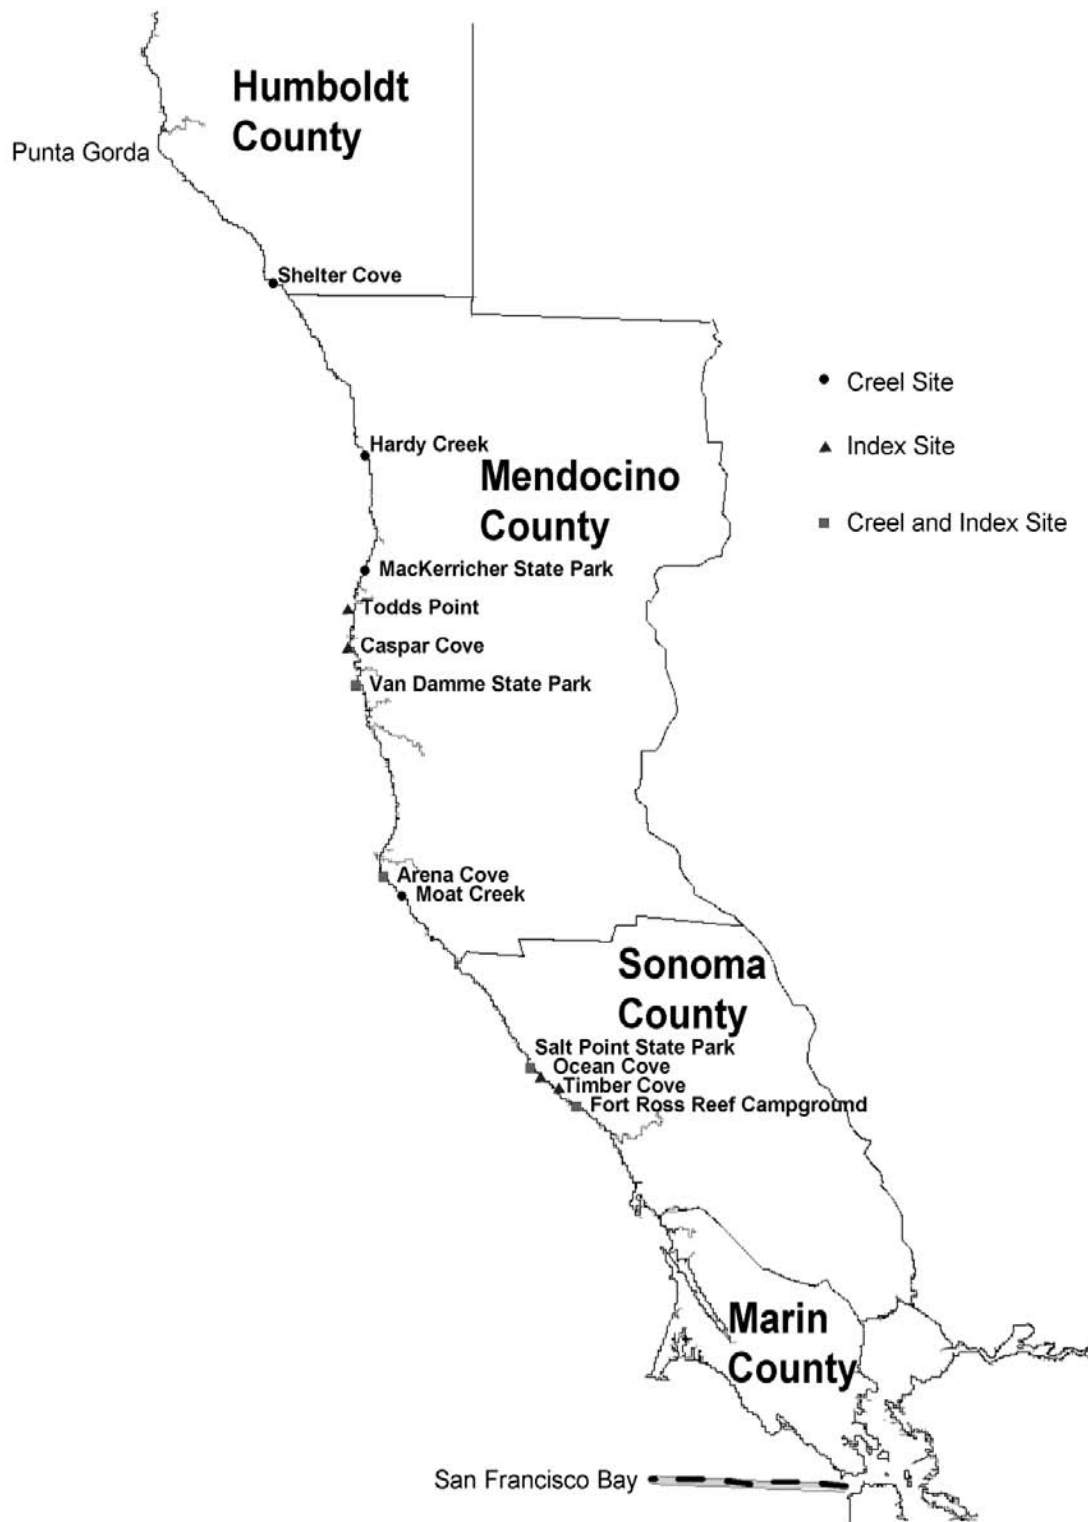 Humboldt
County
Punta Gorda
Shelter Cove
Creel Site
Hardy Creek
Index Site
Mendocino
County
Creel and Index Site
MacKerricher State Park
Todds Point
Caspar Cove
Van Damme State Park
Arena Cove
Moat Creek
Sonoma
County
Salt Point State Park
Ocean Cove
Timber Cove
Fort Ross Reef Campground
Marin
County
San Francisco Bay